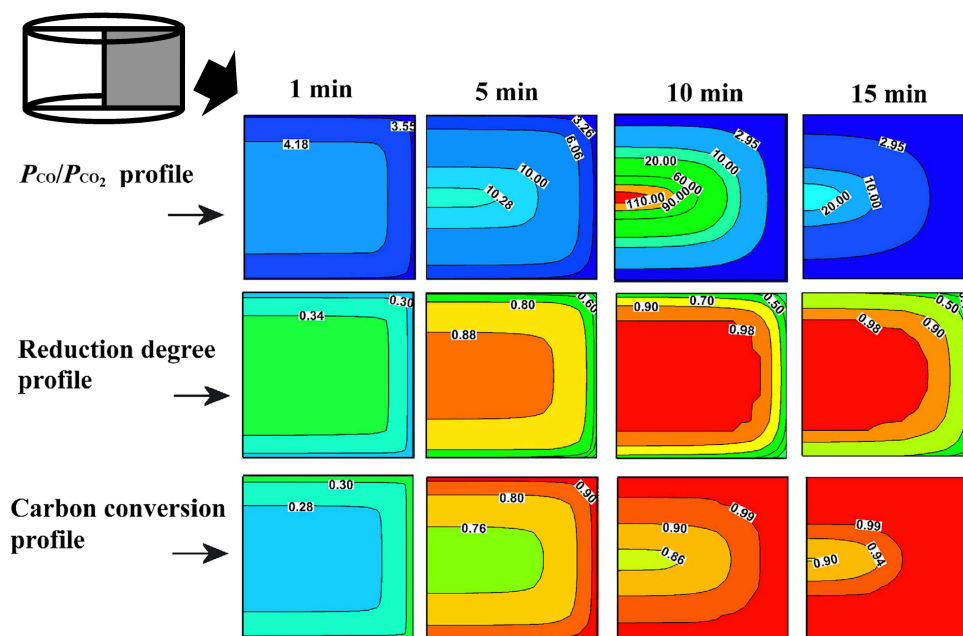 1 min 5 min 10 min 15 min
PCO/PCO2 profile
4.18 3.55
3.26 6.06 10.00 10.28
2.95 10.00 20.00 60.00 90.00 110.00
2.95 10.00 20.00
Reduction degree
profile
0.30 0.34
0.80 0.60 0.88
0.90 0.70 0.50 0.98
0.50 0.98 0.90
Carbon conversion
profile
0.30 0.28
0.80 0.90 0.76
0.99 0.90 0.86
0.99 0.94 0.90